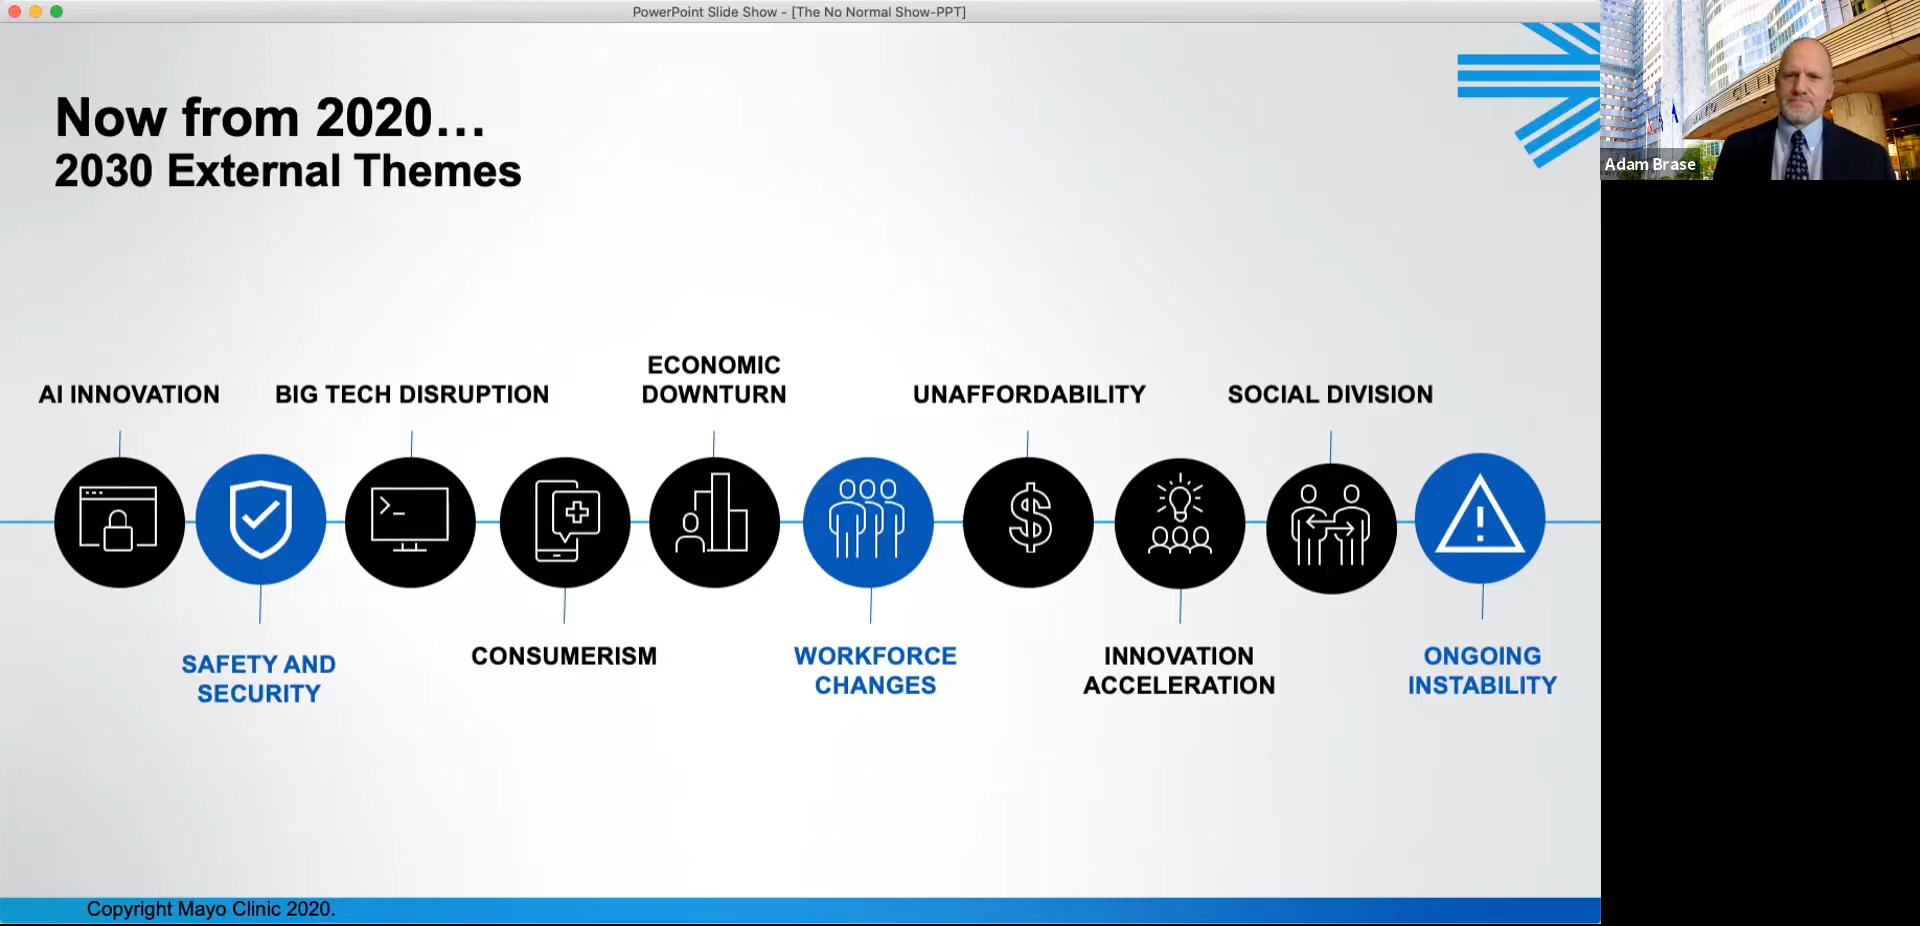 PowerPoint Slide Show - [The No Normal Show-PPT]
Now from 2020...
2030 External Themes
AI INNOVATION
BIG TECH DISRUPTION
ECONOMIC
DOWNTURN
UNAFFORDABILITY
SOCIAL DIVISION
SAFETY AND
SECURITY
CONSUMERISM
WORKFORCE
CHANGES
INNOVATION
ACCELERATION
ONGOING
INSTABILITY
Copyright Mayo Clinic 2020.
Adam Brase